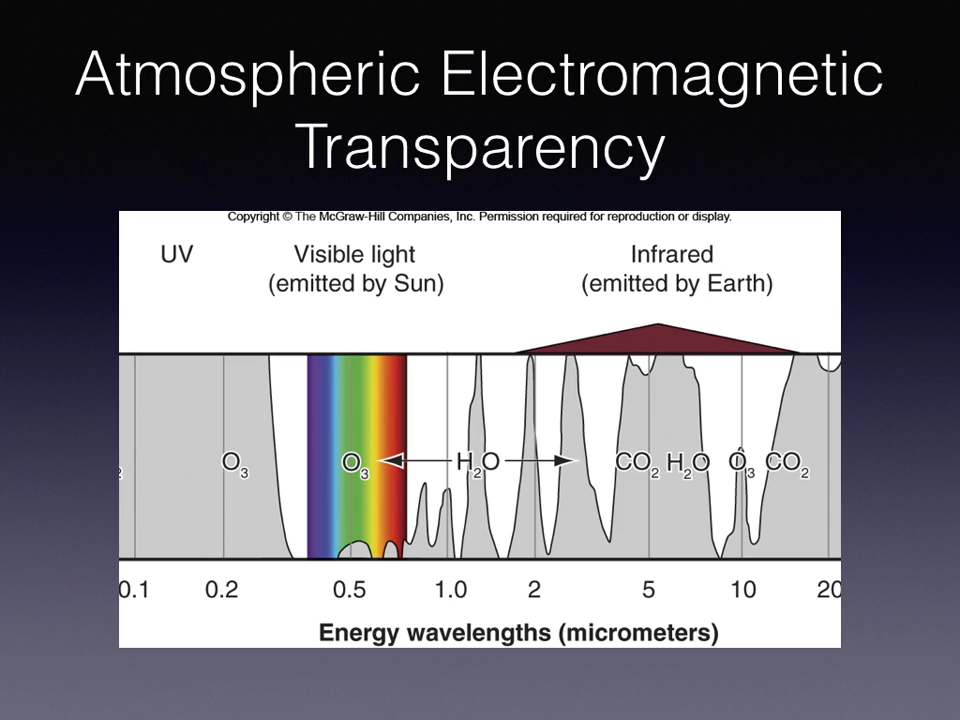 Atmospheric Electromagnetic
Transparency
Copyright © The McGraw-Hill Companies, Inc. Permission required for reproduction or display.
UV
Visible light
(emitted by Sun)
Infrared
(emitted by Earth)
2
O3
O3
H2O
CO2
H2O
O3
CO2
0.1
0.2
0.5
1.0
2
5
10
20
Energy wavelengths (micrometers)